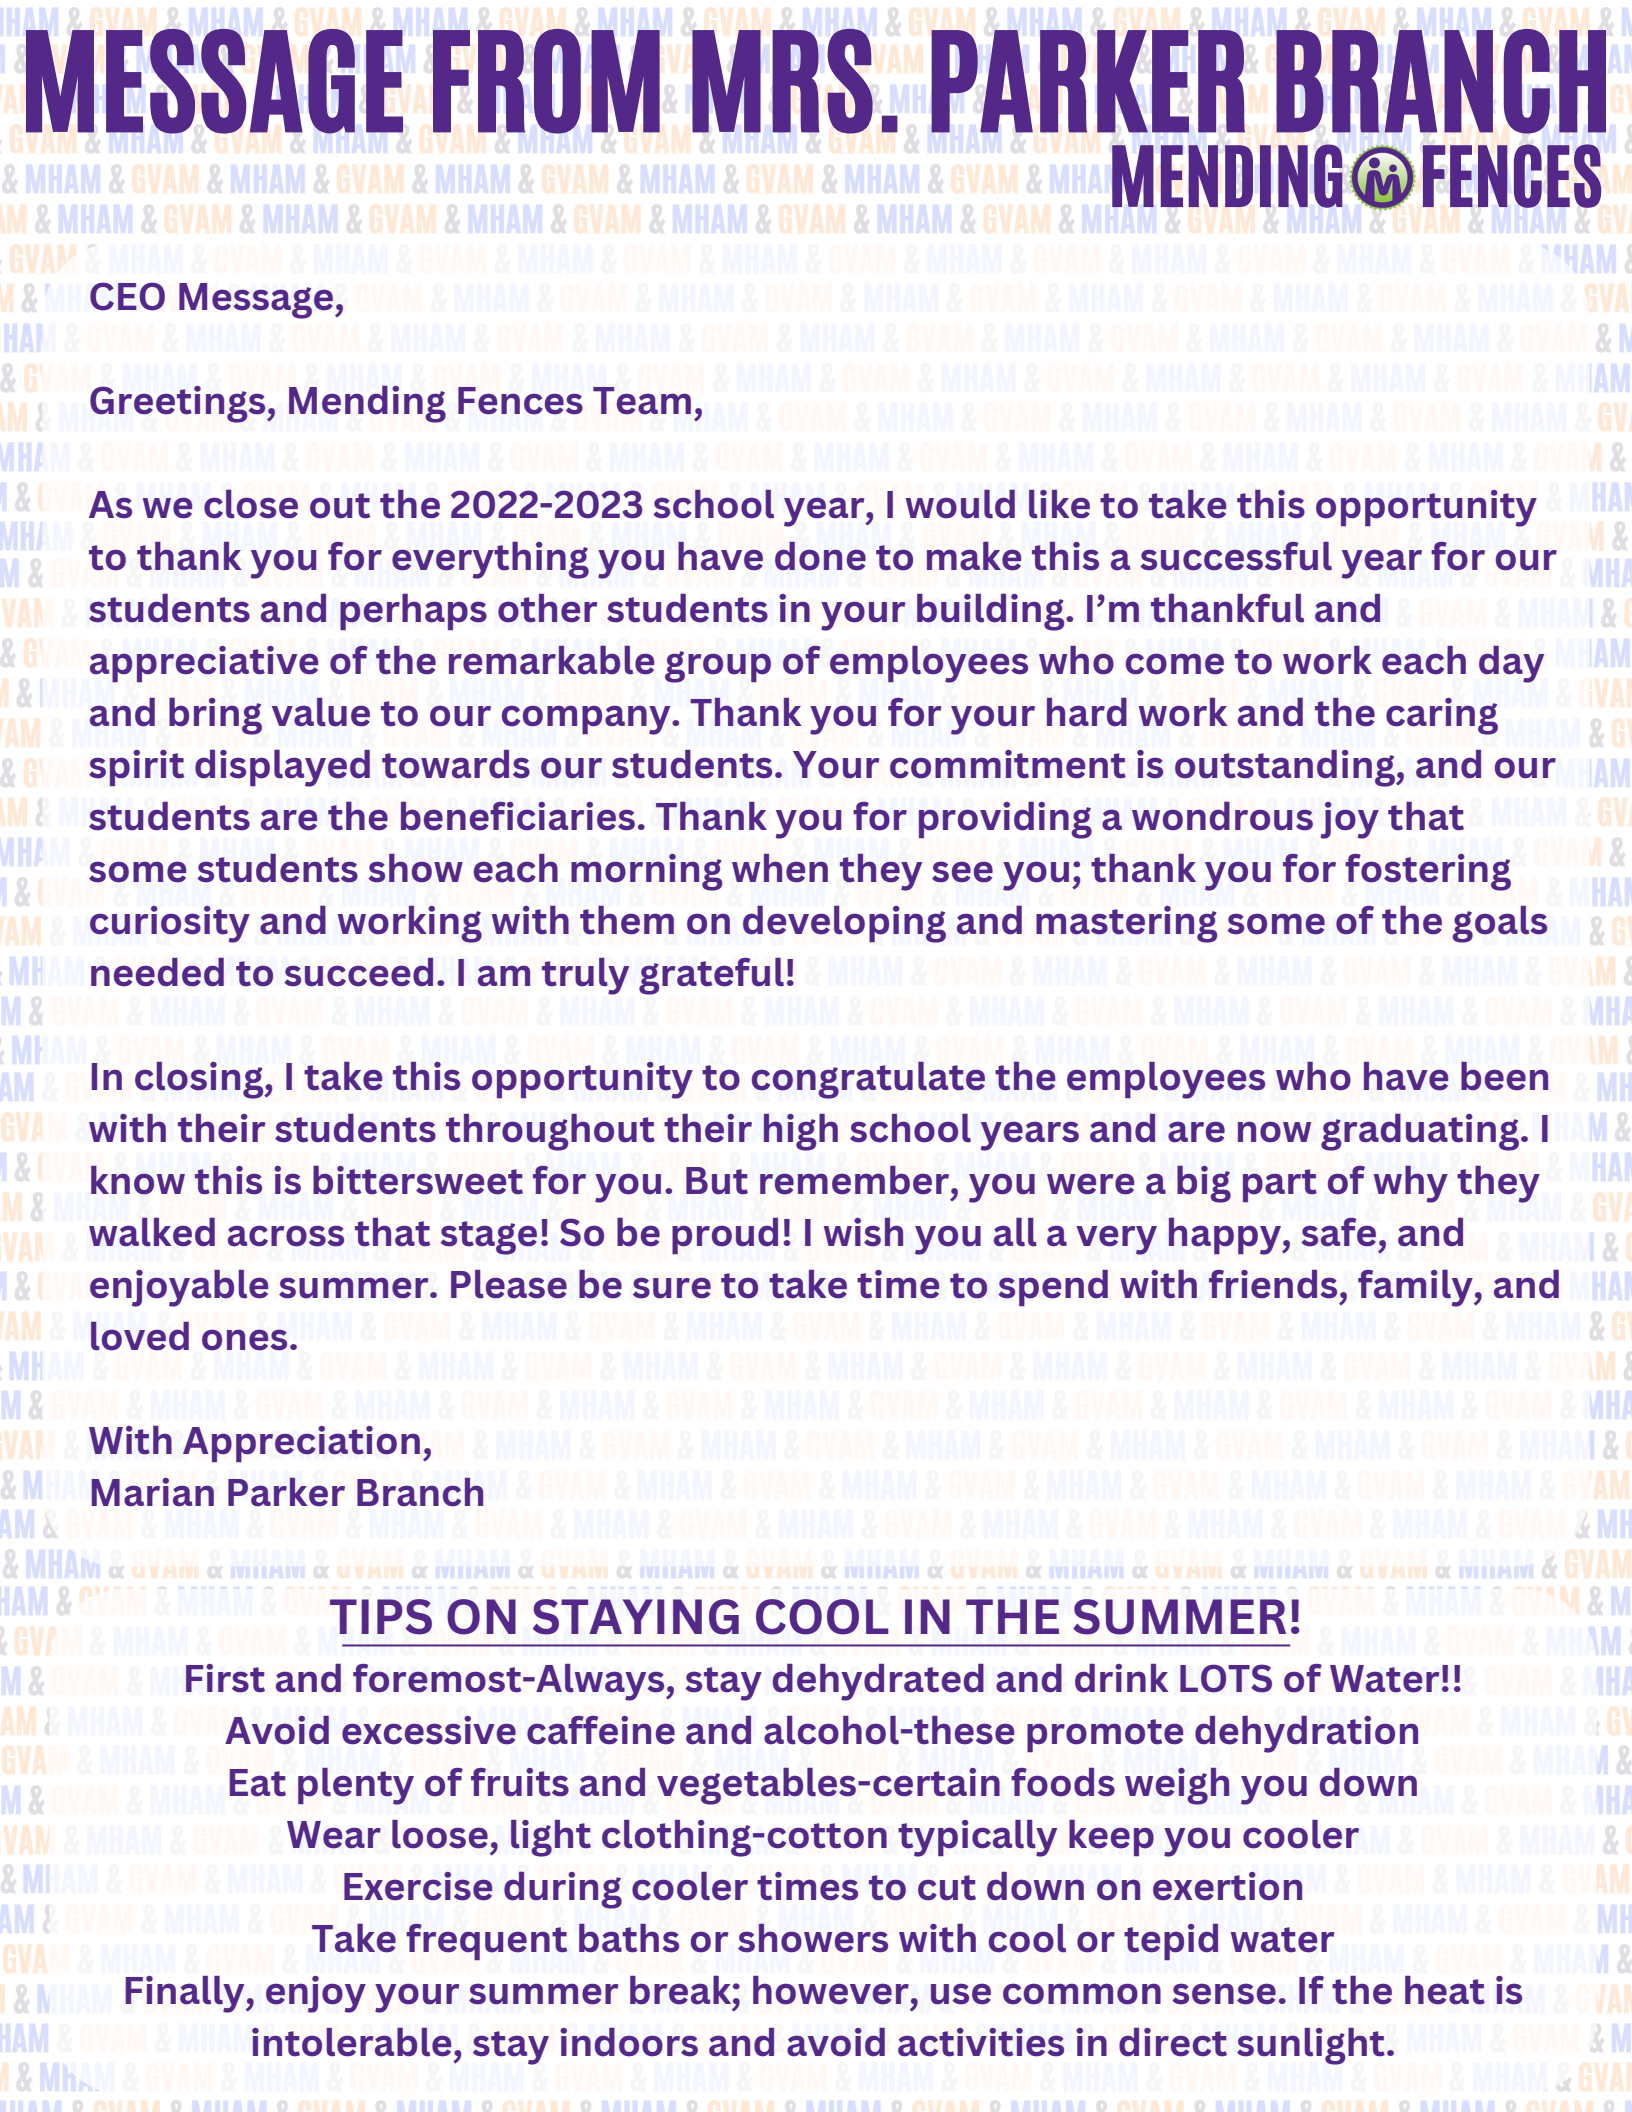 MESSAGE FROM MRS. PARKER BRANCH
MENDING FENCES
CEO Message,
Greetings, Mending Fences Team,
As we close out the 2022-2023 school year, I would like to take this opportunity
to thank you for everything you have done to make this a successful year for our
students and perhaps other students in your building. I’m thankful and
appreciative of the remarkable group of employees who come to work each day
and bring value to our company. Thank you for your hard work and the caring
spirit displayed towards our students. Your commitment is outstanding, and our
students are the beneficiaries. Thank you for providing a wondrous joy that
some students show each morning when they see you; thank you for fostering
curiosity and working with them on developing and mastering some of the goals
needed to succeed. I am truly grateful!
In closing, I take this opportunity to congratulate the employees who have been
with their students throughout their high school years and are now graduating. I
know this is bittersweet for you. But remember, you were a big part of why they
walked across that stage! So be proud! I wish you all a very happy, safe, and
enjoyable summer. Please be sure to take time to spend with friends, family, and
loved ones.
With Appreciation,
Marian Parker Branch
TIPS ON STAYING COOL IN THE SUMMER!
First and foremost-Always, stay dehydrated and drink LOTS of Water!!
Avoid excessive caffeine and alcohol-these promote dehydration
Eat plenty of fruits and vegetables-certain foods weigh you down
Wear loose, light clothing-cotton typically keep you cooler
Exercise during cooler times to cut down on exertion
Take frequent baths or showers with cool or tepid water
Finally, enjoy your summer break; however, use common sense. If the heat is
intolerable, stay indoors and avoid activities in direct sunlight.